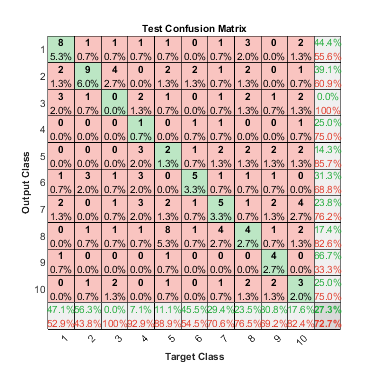 Test Confusion Matrix
1 8 1 1 1 1 0 1 3 0 2 44.4%
5.3% 0.7% 0.7% 0.7% 0.7% 0.0% 0.7% 2.0% 0.0% 1.3% 55.6%
2 2 9 4 0 2 2 1 1 0 2 39.1%
1.3% 6.0% 2.7% 0.0% 1.3% 1.3% 0.7% 0.7% 0.0% 1.3% 60.9%
3 3 1 0 2 1 0 1 2 1 2 0.0%
2.0% 0.7% 0.0% 1.3% 0.7% 0.0% 0.7% 1.3% 0.7% 1.3% 100%
4 0 0 0 1 0 1 1 0 0 1 25.0%
0.0% 0.0% 0.0% 0.7% 0.0% 0.7% 0.7% 0.0% 0.0% 0.7% 75.0%
5 0 0 0 3 2 1 2 3 1 2 14.3%
0.0% 0.0% 0.0% 2.0% 1.3% 0.7% 1.3% 2.0% 0.7% 1.3% 85.7%
6 1 3 1 3 0 5 1 1 0 1 31.3%
0.7% 2.0% 0.7% 2.0% 0.0% 3.3% 0.7% 0.7% 0.0% 0.7% 68.8%
7 2 0 1 3 2 1 5 1 2 4 23.8%
1.3% 0.0% 0.7% 2.0% 1.3% 0.7% 3.3% 0.7% 1.3% 2.7% 76.2%
8 0 1 1 1 8 1 4 4 1 2 17.4%
0.0% 0.7% 0.7% 0.7% 5.3% 0.7% 2.7% 2.7% 0.7% 1.3% 82.6%
9 1 0 0 0 0 0 0 0 4 0 66.7%
0.7% 0.0% 0.0% 0.0% 0.0% 0.0% 0.0% 0.0% 2.7% 0.0% 33.3%
10 0 1 1 0 2 0 1 2 2 3 25.0%
0.0% 0.7% 0.7% 0.0% 1.3% 0.0% 0.7% 1.3% 1.3% 2.0% 75.0%
47.1% 56.3% 0.0% 7.1% 11.1% 45.5% 29.4% 23.5% 30.8% 17.6% 27.3%
52.9% 43.8% 100% 92.9% 88.9% 54.5% 70.6% 76.5% 69.2% 82.4% 72.7%
1 2 3 4 5 6 7 8 9 10
Output Class
Target Class